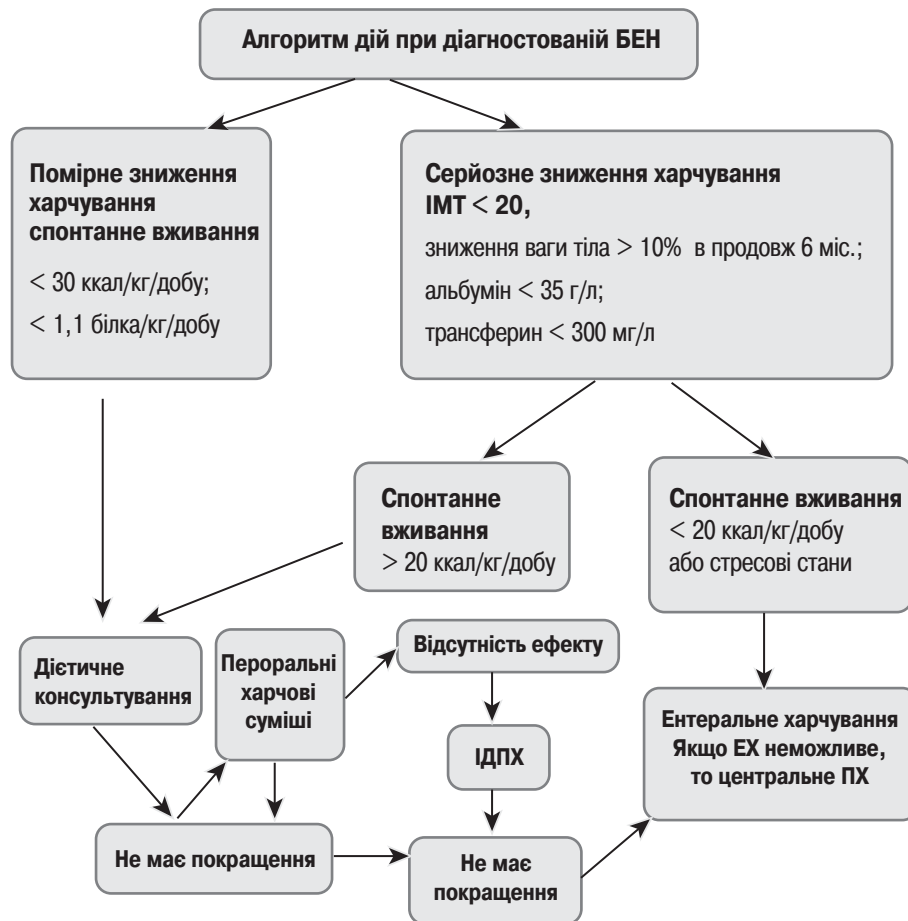 Алгоритм дій при діагностованій БЕН
Помірне зниження
харчування
спонтанне вживання
< 30 ккал/кг/добу;
< 1,1 білка/кг/добу
Серйозне зниження харчування
ІМТ < 20,
зниження ваги тіла > 10% в продовж 6 міс.;
альбумін < 35 г/л;
трансферин < 300 мг/л
Спонтанне
вживання
> 20 ккал/кг/добу
Спонтанне вживання
< 20 ккал/кг/добу
або стресові стани
Дієтичне
консультування
Пероральні
харчові
суміші
Відсутність ефекту
ІДПХ
Ентеральне харчування
Якщо ЕХ неможливе,
то центральне ПХ
Не має покращення
Не має
покращення